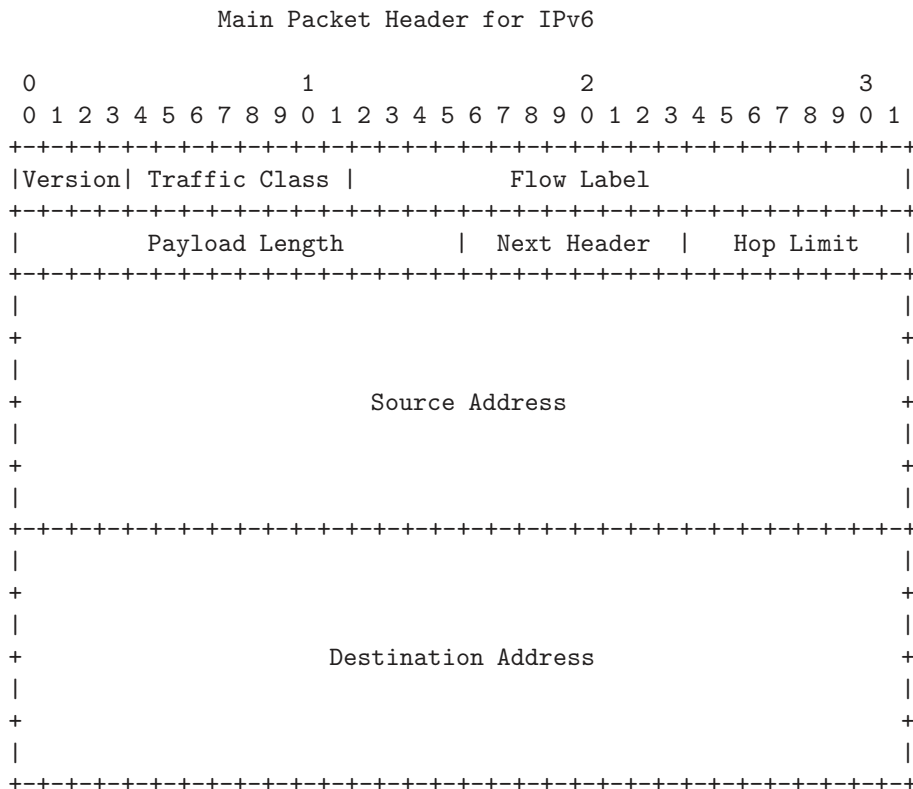 Main Packet Header for IPv6
0                   1                   2                   3
0 1 2 3 4 5 6 7 8 9 0 1 2 3 4 5 6 7 8 9 0 1 2 3 4 5 6 7 8 9 0 1
+-+-+-+-+-+-+-+-+-+-+-+-+-+-+-+-+-+-+-+-+-+-+-+-+-+-+-+-+-+-+-+-+
|Version| Traffic Class |           Flow Label                  |
+-+-+-+-+-+-+-+-+-+-+-+-+-+-+-+-+-+-+-+-+-+-+-+-+-+-+-+-+-+-+-+-+
|         Payload Length        |  Next Header  |   Hop Limit   |
+-+-+-+-+-+-+-+-+-+-+-+-+-+-+-+-+-+-+-+-+-+-+-+-+-+-+-+-+-+-+-+-+
|                                                               |
+                                                               +
|                                                               |
+                         Source Address                        +
|                                                               |
+                                                               +
|                                                               |
+-+-+-+-+-+-+-+-+-+-+-+-+-+-+-+-+-+-+-+-+-+-+-+-+-+-+-+-+-+-+-+-+
|                                                               |
+                                                               +
|                                                               |
+                      Destination Address                      +
|                                                               |
+                                                               +
|                                                               |
+-+-+-+-+-+-+-+-+-+-+-+-+-+-+-+-+-+-+-+-+-+-+-+-+-+-+-+-+-+-+-+-+